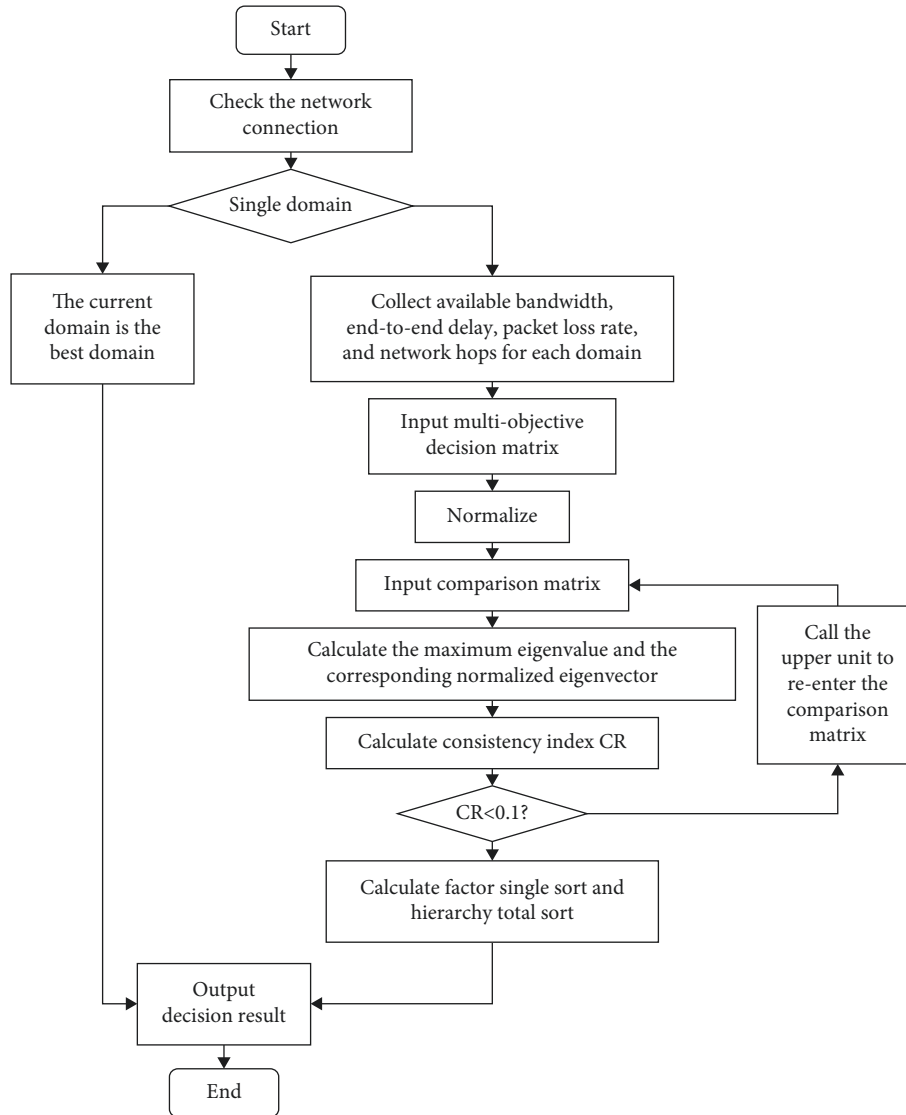 Start
Check the network
connection
Single domain
The current
domain is the
best domain
Collect available bandwidth,
end-to-end delay, packet loss rate,
and network hops for each domain
Input multi-objective
decision matrix
Normalize
Input comparison matrix
Calculate the maximum eigenvalue and the
corresponding normalized eigenvector
Call the
upper unit to
re-enter the
comparison
matrix
Calculate consistency index CR
CR<0.1?
Calculate factor single sort and
hierarchy total sort
Output
decision result
End